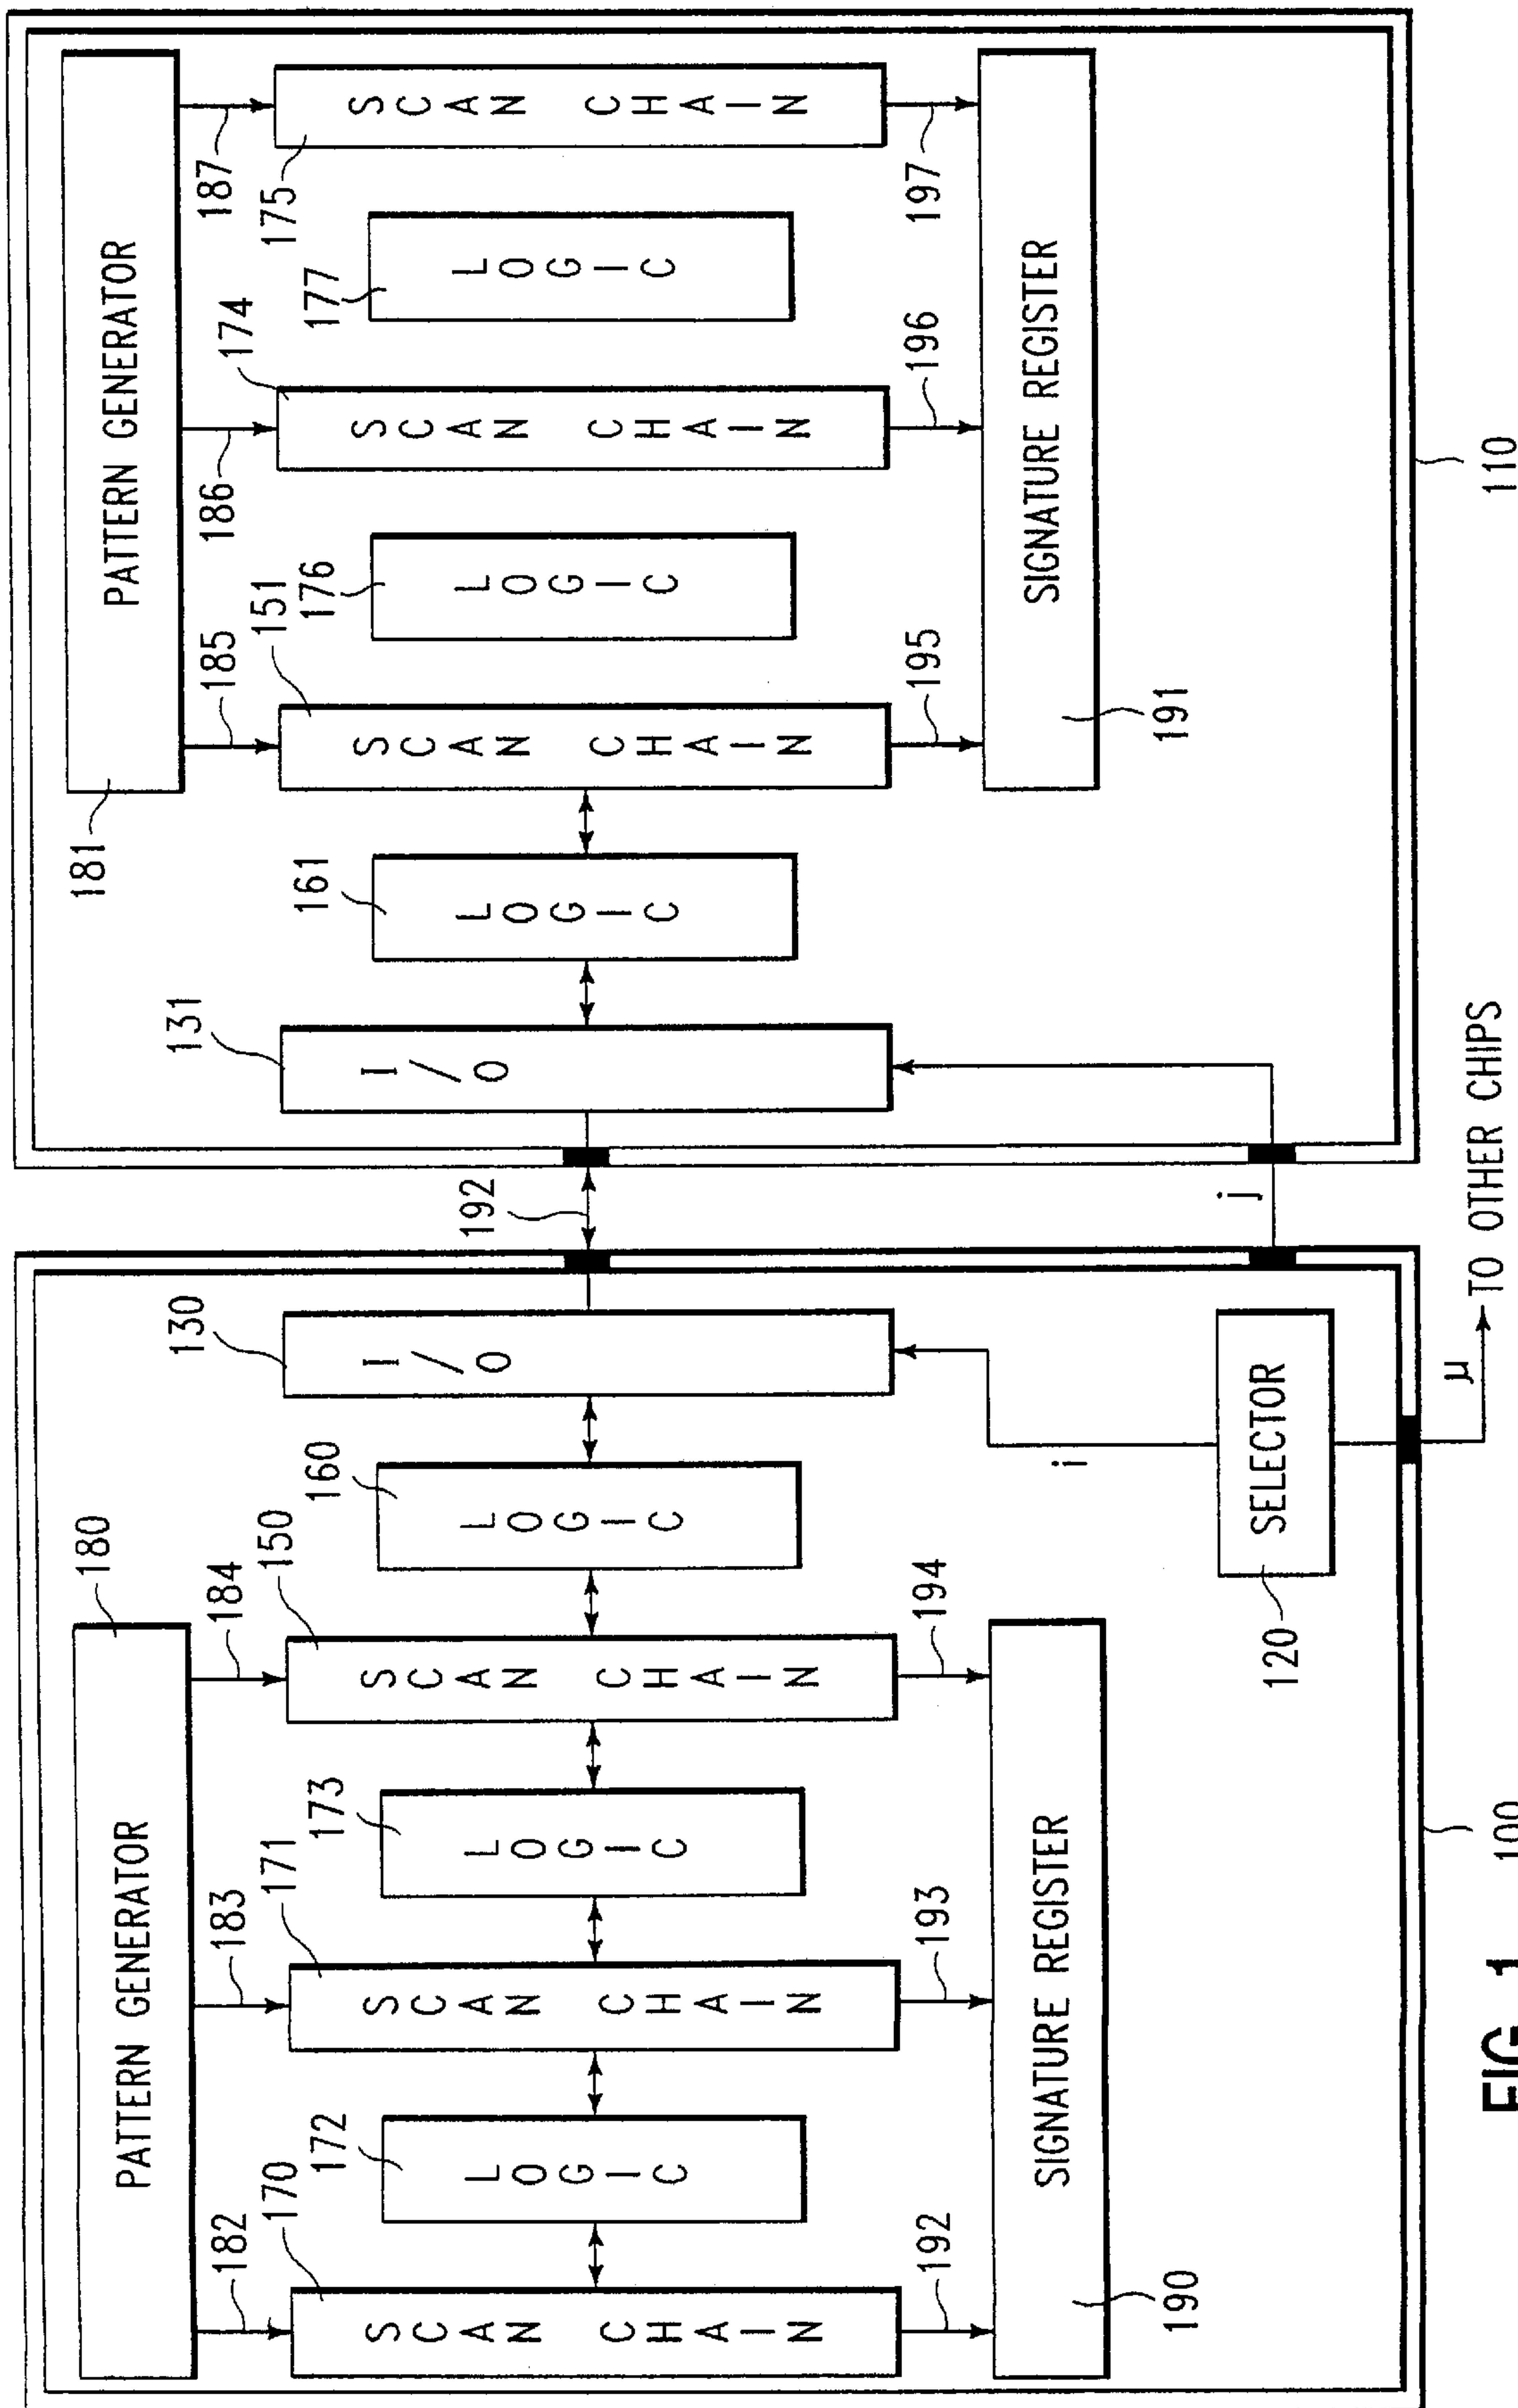 180
PATTERN GENERATOR
182
183
184
170
SCAN CHAIN
172
LOGIC
171
SCAN CHAIN
173
LOGIC
150
SCAN CHAIN
160
LOGIC
130
I/O
192
193
194
SIGNATURE REGISTER
190
i
SELECTOR
120
100
192
j
μ
TO OTHER CHIPS
181
PATTERN GENERATOR
185
186
187
131
I/O
161
LOGIC
151
SCAN CHAIN
176
LOGIC
174
SCAN CHAIN
177
LOGIC
175
SCAN CHAIN
195
196
197
SIGNATURE REGISTER
191
110
FIG. 1